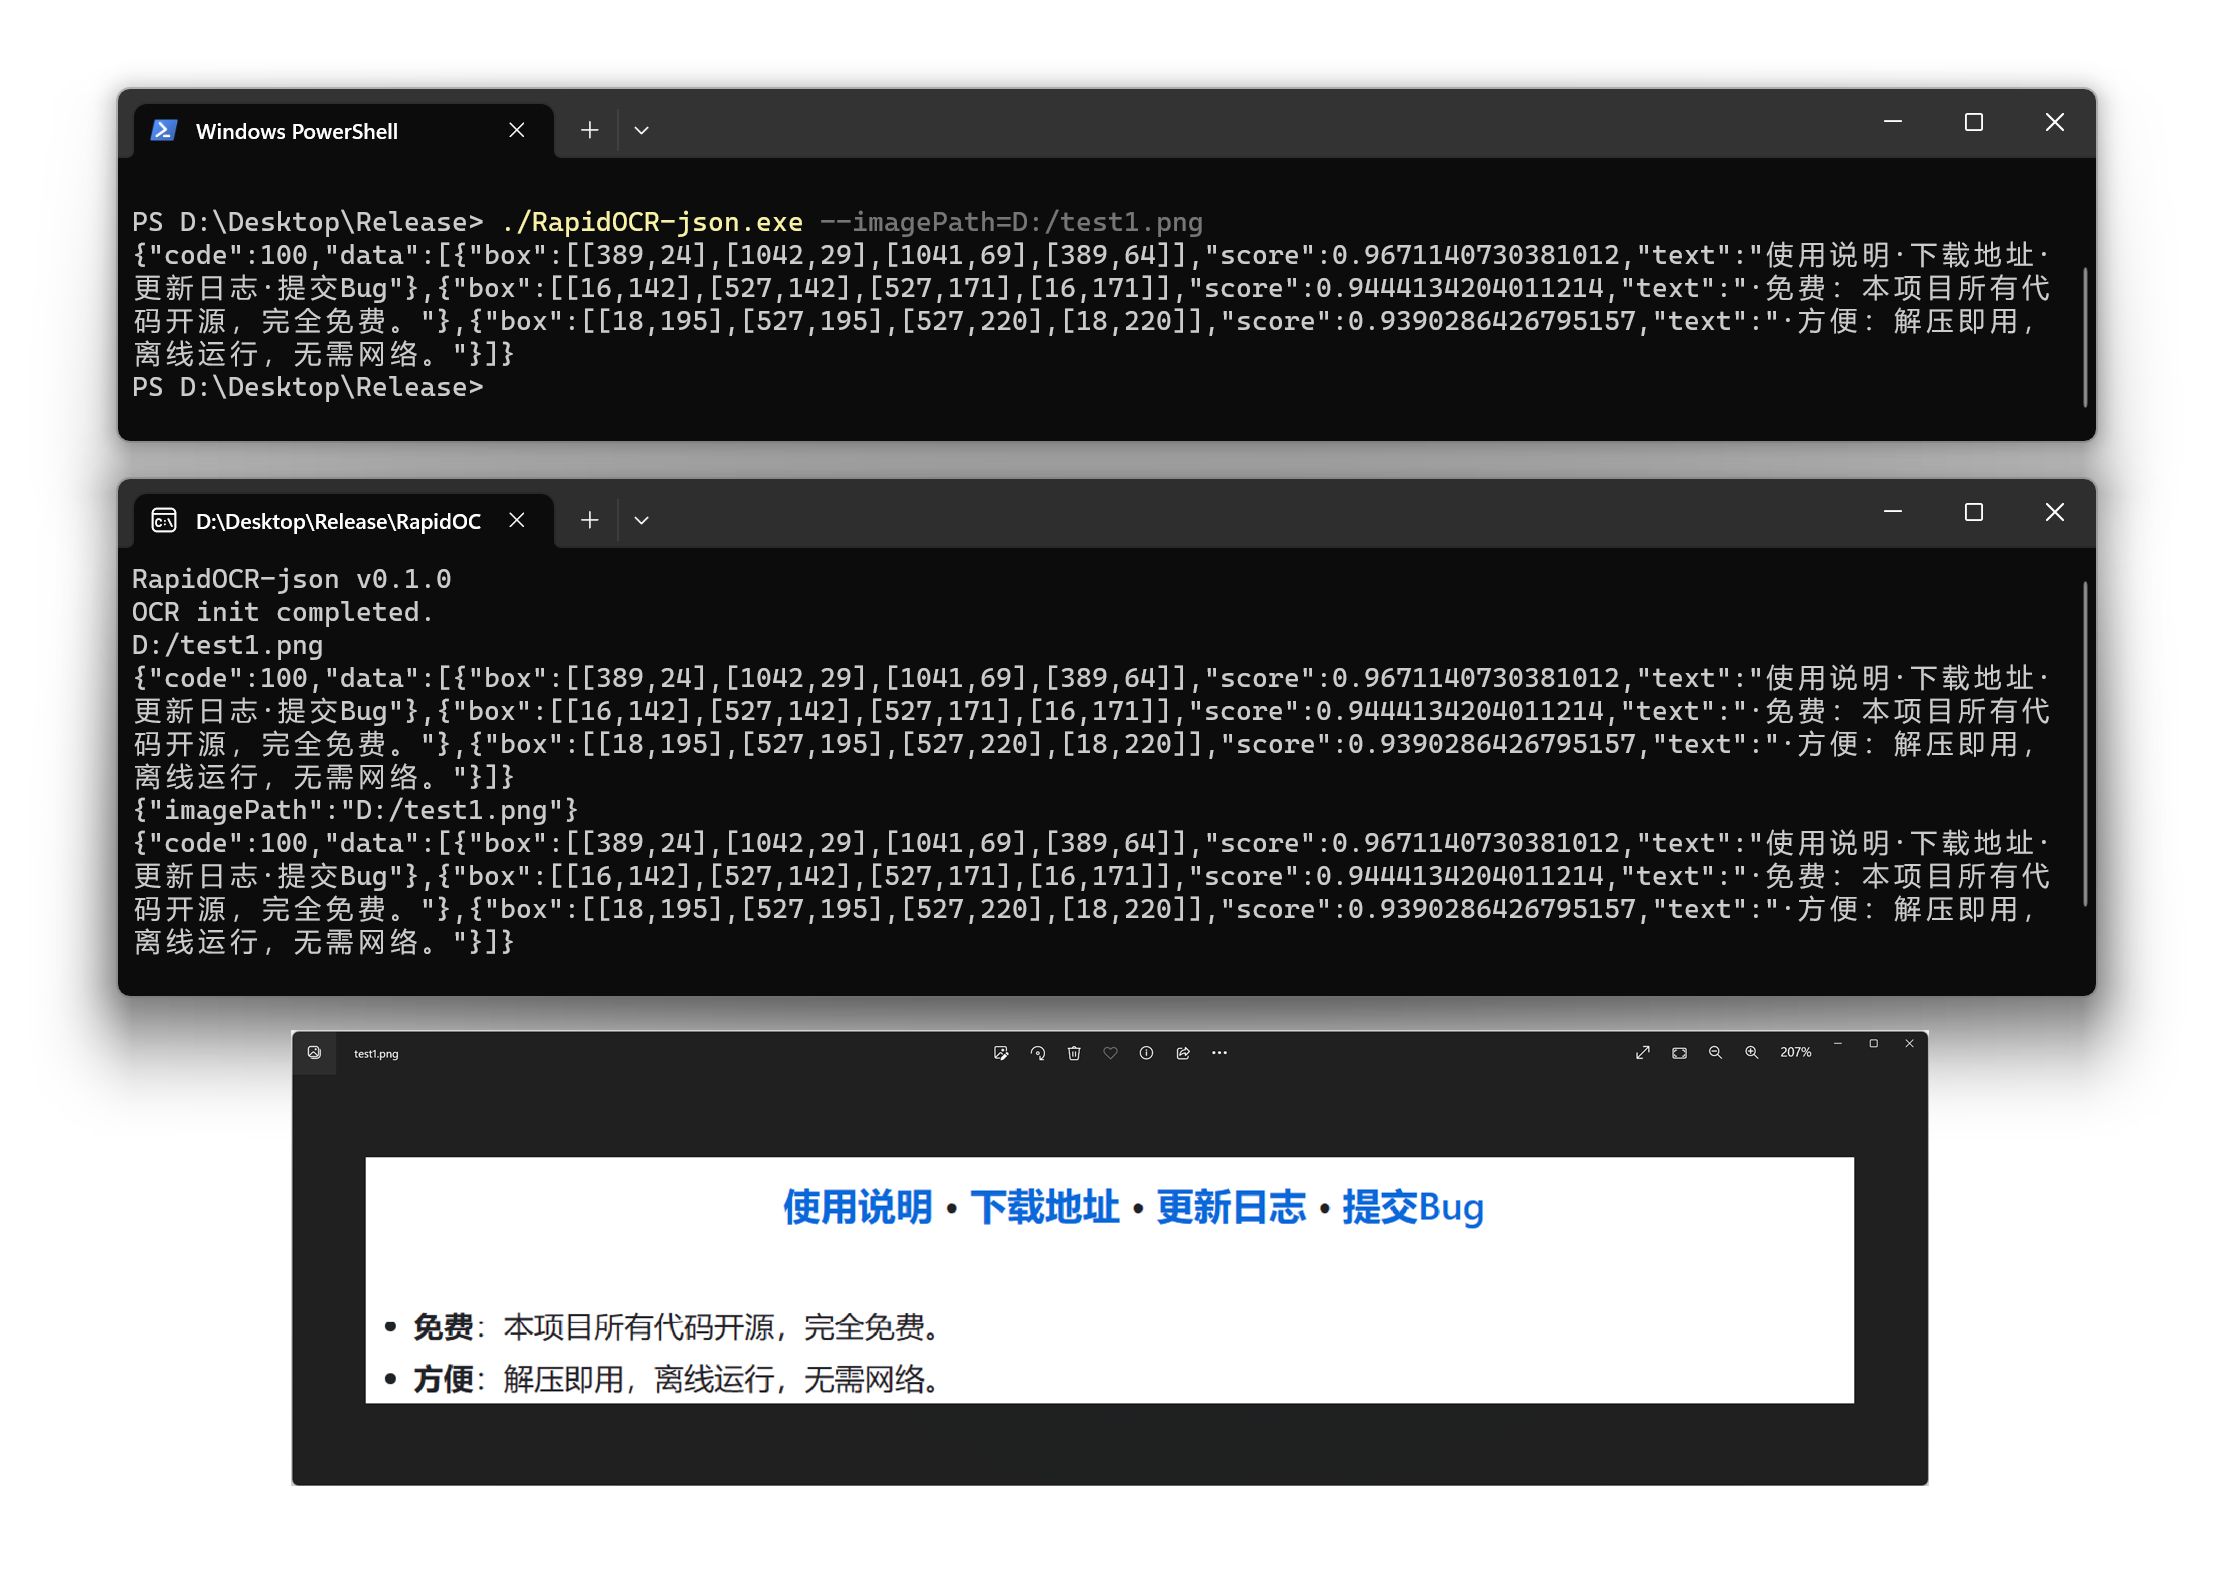 Windows PowerShell
PS D:\Desktop\Release> ./RapidOCR-json.exe --imagePath=D:/test1.png
{"code":100,"data":[{"box":[[389,24],[1042,29],[1041,69],[389,64]],"score":0.9671140730381012,"text":"使用说明·下载地址·
更新日志·提交Bug"},{"box":[[16,142],[527,142],[527,171],[16,171]],"score":0.9444134204011214,"text":"·免费：本项目所有代
码开源，完全免费。"},{"box":[[18,195],[527,195],[527,220],[18,220]],"score":0.9390286426795157,"text":"·方便：解压即用，
离线运行，无需网络。"}]}
PS D:\Desktop\Release>
D:\Desktop\Release\RapidOC
RapidOCR-json v0.1.0
OCR init completed.
D:/test1.png
{"code":100,"data":[{"box":[[389,24],[1042,29],[1041,69],[389,64]],"score":0.9671140730381012,"text":"使用说明·下载地址·
更新日志·提交Bug"},{"box":[[16,142],[527,142],[527,171],[16,171]],"score":0.9444134204011214,"text":"·免费：本项目所有代
码开源，完全免费。"},{"box":[[18,195],[527,195],[527,220],[18,220]],"score":0.9390286426795157,"text":"·方便：解压即用，
离线运行，无需网络。"}]}
{"imagePath":"D:/test1.png"}
{"code":100,"data":[{"box":[[389,24],[1042,29],[1041,69],[389,64]],"score":0.9671140730381012,"text":"使用说明·下载地址·
更新日志·提交Bug"},{"box":[[16,142],[527,142],[527,171],[16,171]],"score":0.9444134204011214,"text":"·免费：本项目所有代
码开源，完全免费。"},{"box":[[18,195],[527,195],[527,220],[18,220]],"score":0.9390286426795157,"text":"·方便：解压即用，
离线运行，无需网络。"}]}
test1.png 207%
使用说明 • 下载地址 • 更新日志 • 提交Bug
• 免费：本项目所有代码开源，完全免费。
• 方便：解压即用，离线运行，无需网络。